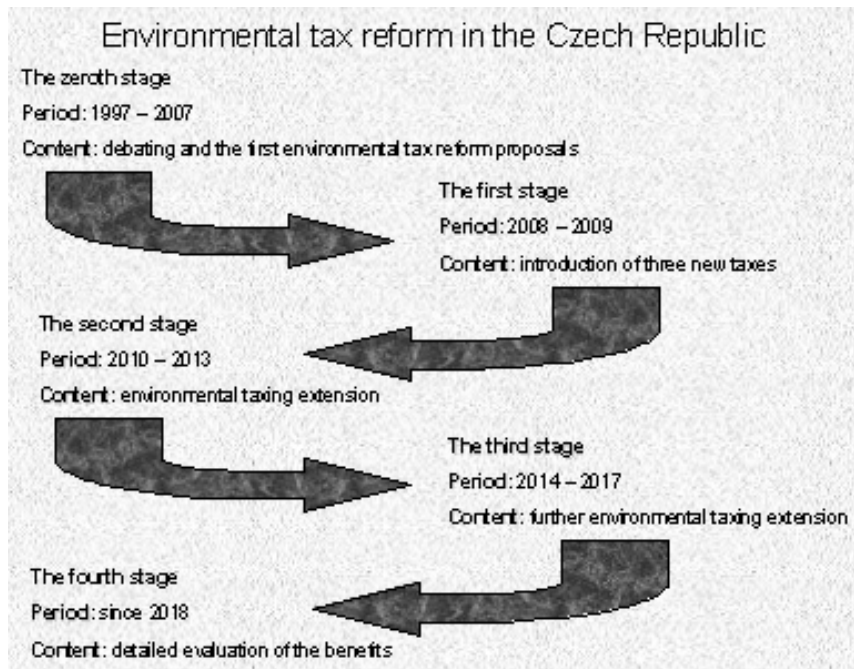 Environmental tax reform in the Czech Republic
The zeroth stage
Period: 1997 – 2007
Content: debating and the first environmental tax reform proposals
The first stage
Period: 2008 – 2009
Content: introduction of three new taxes
The second stage
Period: 2010 – 2013
Content: environmental taxing extension
The third stage
Period: 2014 – 2017
Content: further environmental taxing extension
The fourth stage
Period: since 2018
Content: detailed evaluation of the benefits